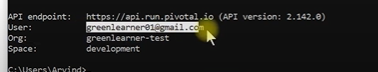 API endpoint: https://api.run.pivotal.io (API version: 2.142.0)
User: greenlearner01@gmail.com
Org: greenlearner-test
Space: development
C:\Users\Arvind>